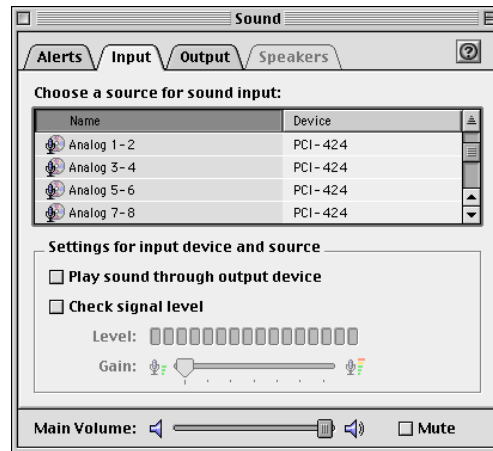 Sound
Alerts Input Output Speakers ?
Choose a source for sound input:
Name Device
Analog 1-2 PCI-424
Analog 3-4 PCI-424
Analog 5-6 PCI-424
Analog 7-8 PCI-424
Settings for input device and source
Play sound through output device
Check signal level
Level:
Gain:
Main Volume: Mute